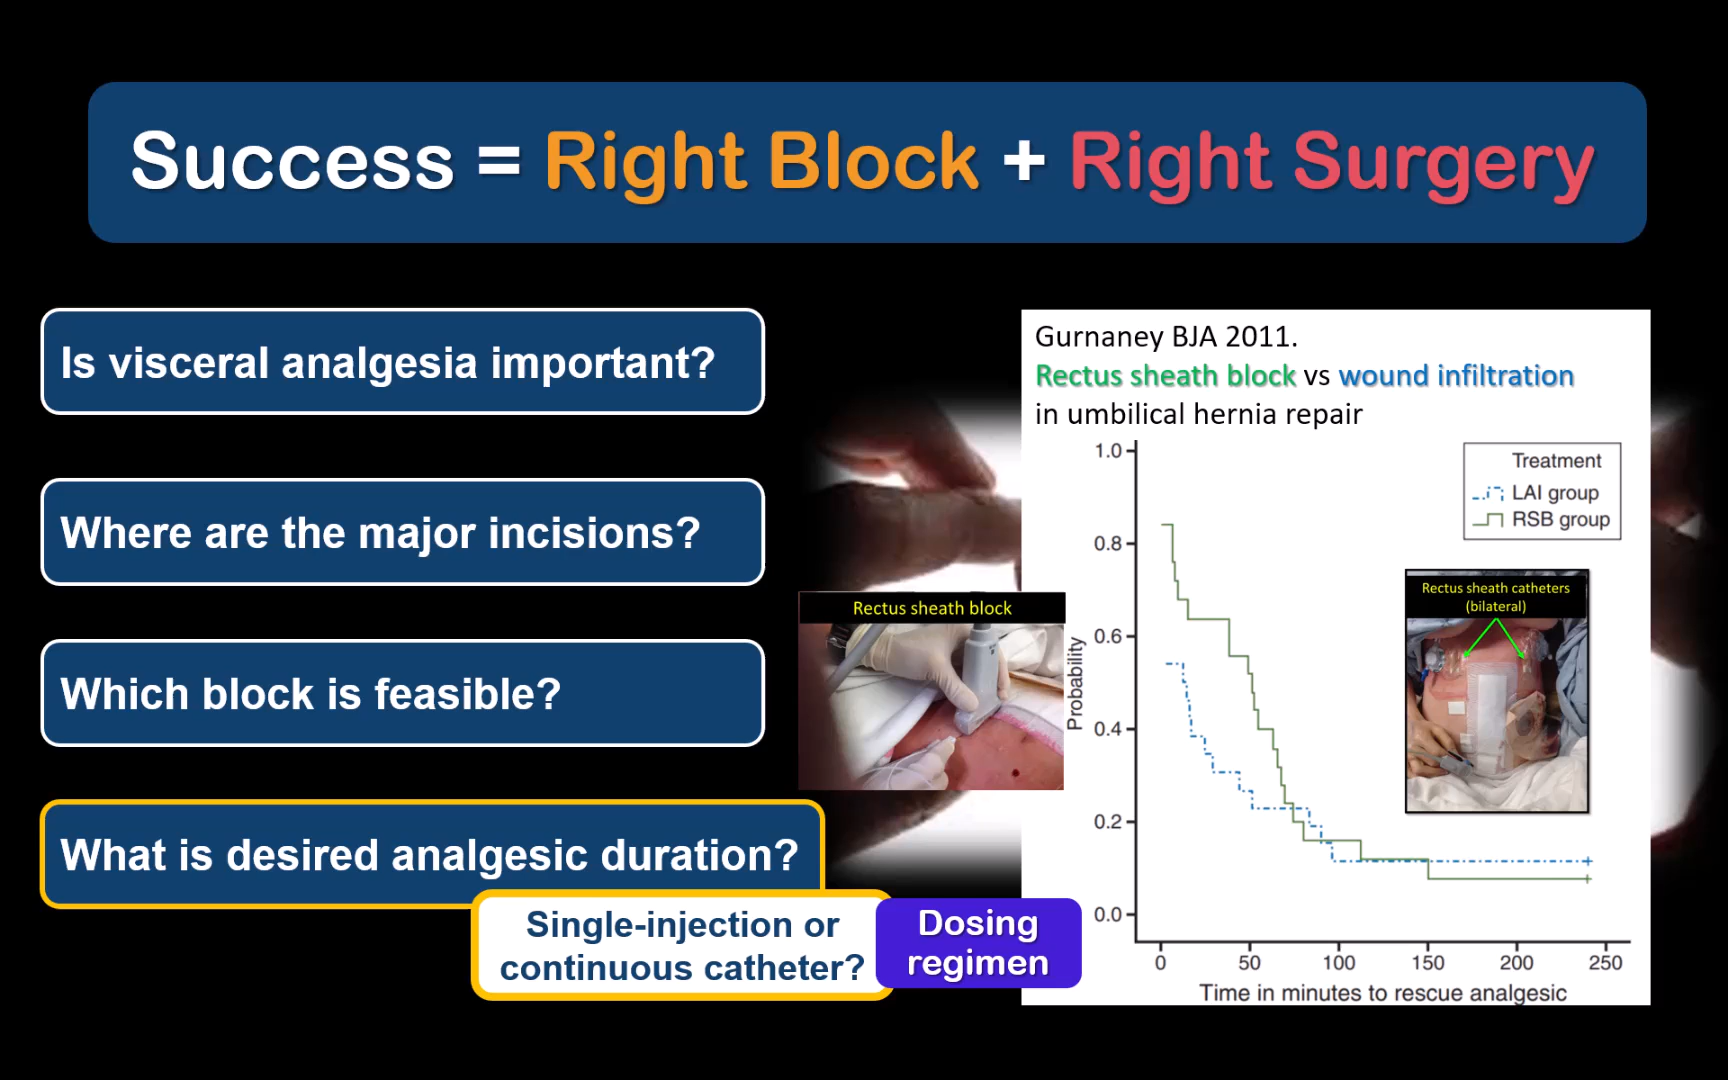 Success = Right Block + Right Surgery
Is visceral analgesia important?
Where are the major incisions?
Which block is feasible?
What is desired analgesic duration?
Single-injection or
continuous catheter?
Dosing
regimen
Rectus sheath block
Gurnaney BJA 2011.
Rectus sheath block vs wound infiltration
in umbilical hernia repair
Treatment
LAI group
RSB group
Rectus sheath catheters
(bilateral)
Probability
1.0
0.8
0.6
0.4
0.2
0.0
0 50 100 150 200 250
Time in minutes to rescue analgesic